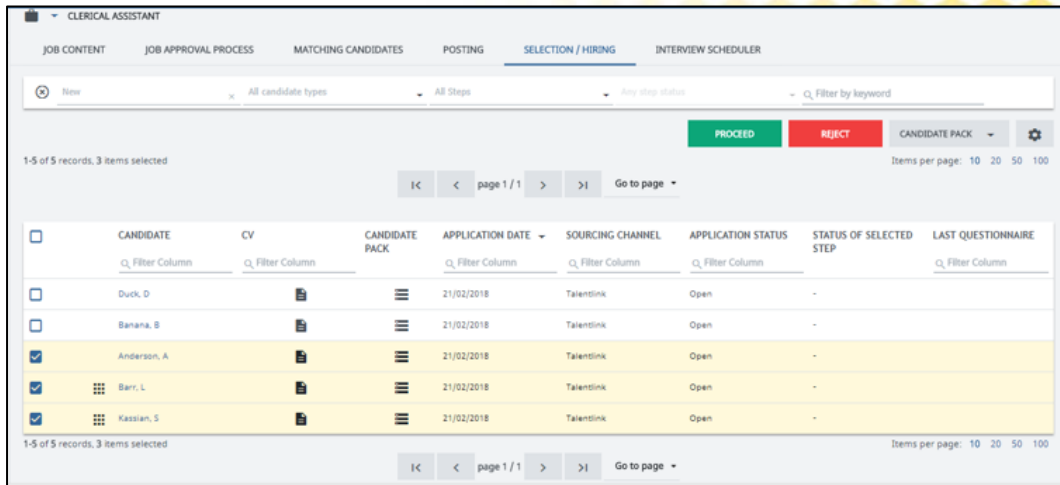 CLERICAL ASSISTANT
JOB CONTENT JOB APPROVAL PROCESS MATCHING CANDIDATES POSTING SELECTION / HIRING INTERVIEW SCHEDULER
New × All candidate types All Steps Any step status Filter by keyword
PROCEED REJECT CANDIDATE PACK
1-5 of 5 records, 3 items selected Items per page: 10 20 50 100
page 1 / 1 Go to page
CANDIDATE CV CANDIDATE PACK APPLICATION DATE SOURCING CHANNEL APPLICATION STATUS STATUS OF SELECTED STEP LAST QUESTIONNAIRE
Filter Column Filter Column Filter Column Filter Column Filter Column Filter Column
Duck, D 21/02/2018 Talentlink Open -
Banana, B 21/02/2018 Talentlink Open -
Anderson, A 21/02/2018 Talentlink Open -
Barr, L 21/02/2018 Talentlink Open -
Kassian, S 21/02/2018 Talentlink Open -
1-5 of 5 records, 3 items selected Items per page: 10 20 50 100
page 1 / 1 Go to page